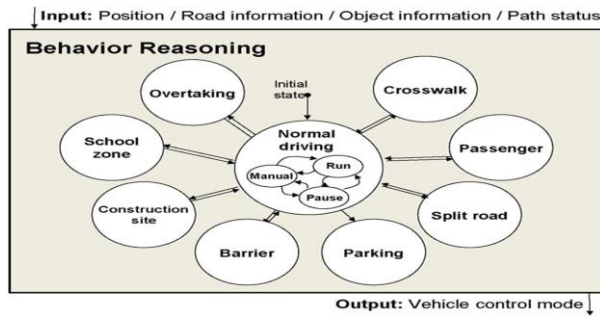 Input: Position / Road information / Object information / Path status
Behavior Reasoning
Overtaking
Initial
state
Crosswalk
School
zone
Normal
driving
Manual
Run
Pause
Passenger
Construction
site
Split road
Barrier
Parking
Output: Vehicle control mode